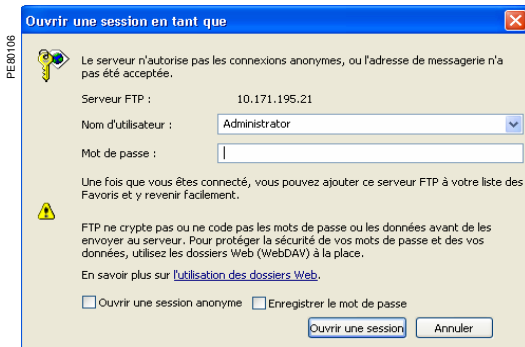 Ouvrir une session en tant que
PE80106
Le serveur n'autorise pas les connexions anonymes, ou l'adresse de messagerie n'a
pas été acceptée.
Serveur FTP : 10.171.195.21
Nom d'utilisateur : Administrator
Mot de passe :
Une fois que vous êtes connecté, vous pouvez ajouter ce serveur FTP à votre liste des
Favoris et y revenir facilement.
FTP ne crypte pas ou ne code pas les mots de passe ou les données avant de les
envoyer au serveur. Pour protéger la sécurité de vos mots de passe et des vos
données, utilisez les dossiers Web (WebDAV) à la place.
En savoir plus sur l'utilisation des dossiers Web.
Ouvrir une session anonyme Enregistrer le mot de passe
Ouvrir une session Annuler